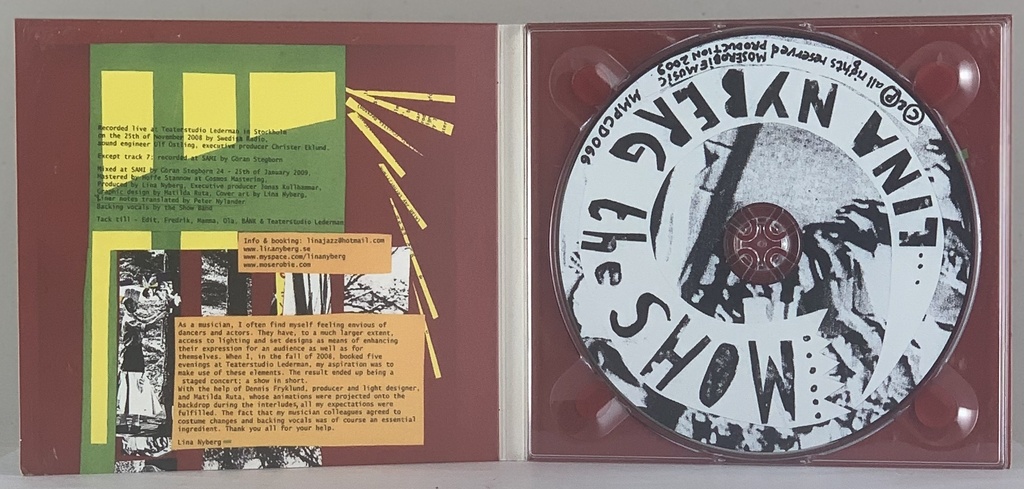 Recorded live at Teaterstudio Lederman in Stockholm
on the 25th of November 2008 by Swedish Radio.
Sound engineer Olf Östling, executive producer Christer Eklund.
Except track 7: recorded at SAMI by Göran Stegborn
Mixed at SAMI by Göran Stegborn 24 - 25th of January 2009.
Mastered by Hoffe Stannow at Cosmos Mastering.
Produced by Lina Nyberg, Executive producer Jonas Kullhammar.
Graphic design by Matilda Ruta, Cover art by Lina Nyberg,
Liner notes translated by Peter Nylander
Backing vocals by the Show Band
Tack till - Edit, Fredrik, Mamma, Ola, BÄNK & Teaterstudio Lederman
Info & booking: linajazz@hotmail.com
www.linanyberg.se
www.myspace.com/linanyberg
www.moserobie.com
As a musician, I often find myself feeling envious of
dancers and actors. They have, to a much larger extent,
access to lighting and set designs as means of enhancing
their expression for an audience as well as for
themselves. When I, in the fall of 2008, booked five
evenings at Teaterstudio Lederman, my aspiration was to
make use of these elements. The result ended up being a
staged concert; a show in short.
With the help of Dennis Fryklund, producer and light designer,
and Matilda Ruta, whose animations were projected onto the
backdrop during the interludes, all my expectations were
fulfilled. The fact that my musician colleagues agreed to
costume changes and backing vocals was of course an essential
ingredient. Thank you all for your help.
Lina Nyberg
©&℗ all rights reserved
MOSEROBIE MUSIC
PRODUCTION 2009
MMPCD066
LINA NYBERG
the
SHOW